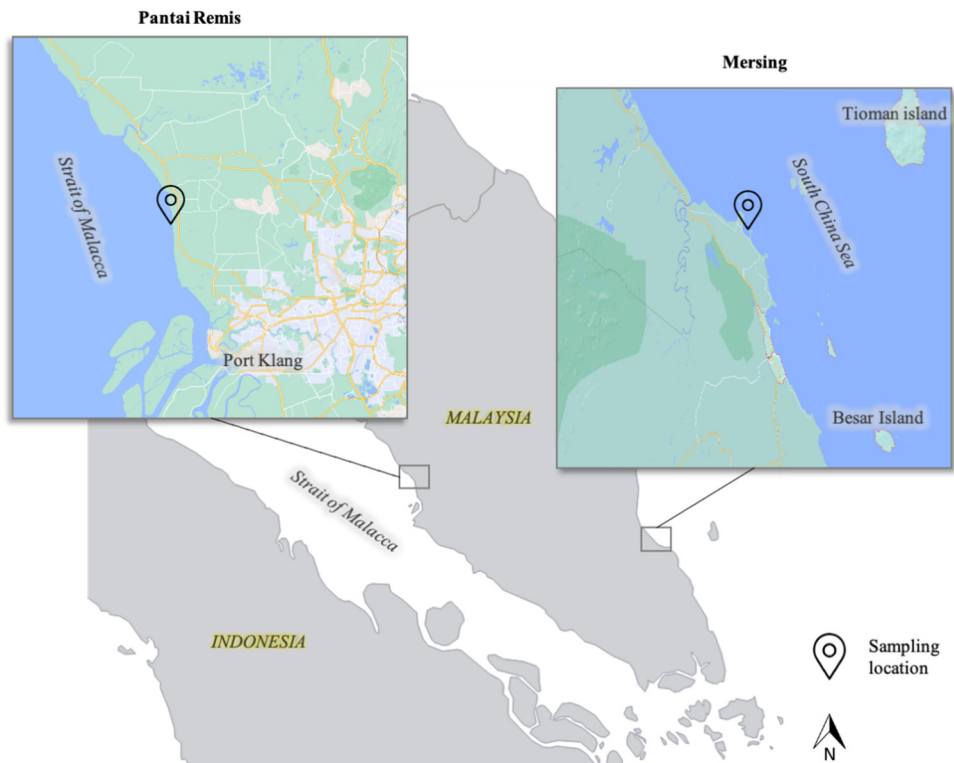 Pantai Remis
Mersing
Tioman island
Strait of Malacca
South China Sea
Port Klang
Besar Island
MALAYSIA
Strait of Malacca
INDONESIA
Sampling
location
N